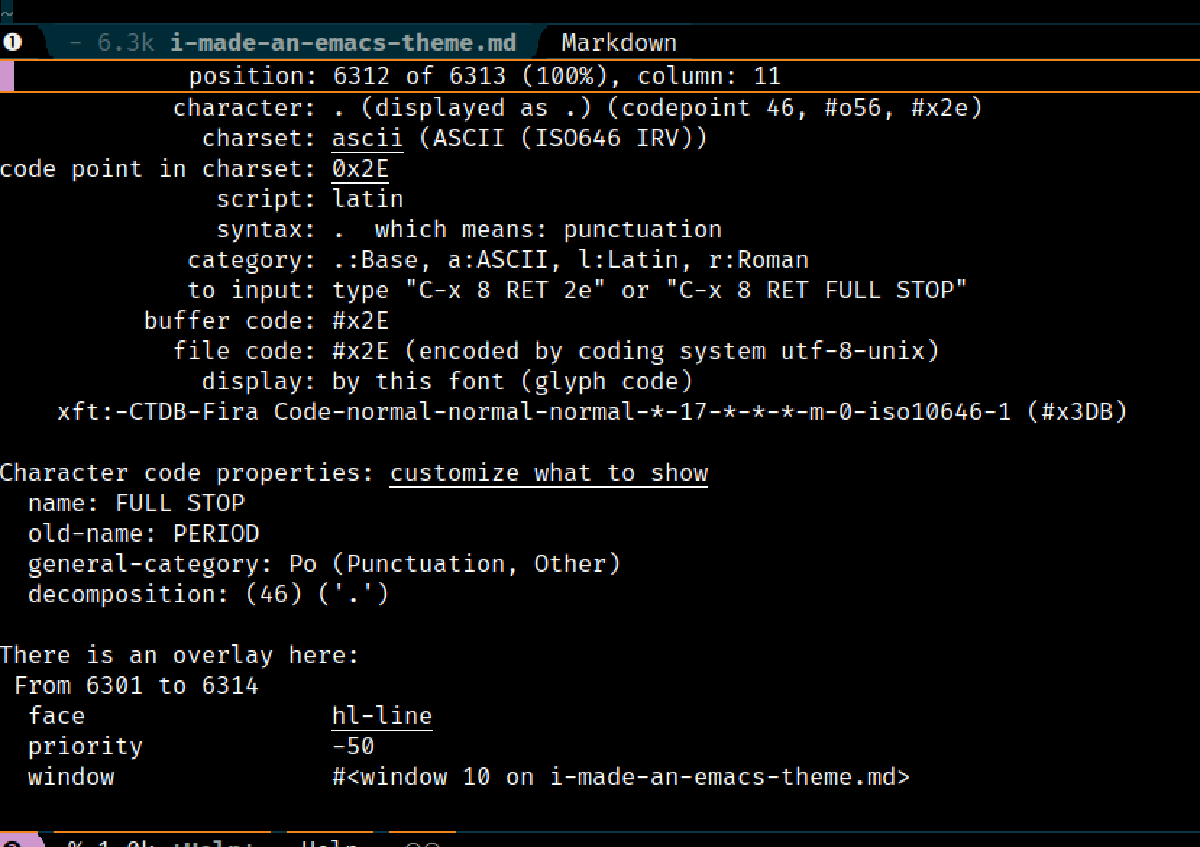 ~
1 - 6.3k i-made-an-emacs-theme.md Markdown
position: 6312 of 6313 (100%), column: 11
character: . (displayed as .) (codepoint 46, #o56, #x2e)
charset: ascii (ASCII (ISO646 IRV))
code point in charset: 0x2E
script: latin
syntax: . which means: punctuation
category: .:Base, a:ASCII, l:Latin, r:Roman
to input: type "C-x 8 RET 2e" or "C-x 8 RET FULL STOP"
buffer code: #x2E
file code: #x2E (encoded by coding system utf-8-unix)
display: by this font (glyph code)
xft:-CTDB-Fira Code-normal-normal-normal-*-17-*-*-*-m-0-iso10646-1 (#x3DB)
Character code properties: customize what to show
name: FULL STOP
old-name: PERIOD
general-category: Po (Punctuation, Other)
decomposition: (46) ('.')
There is an overlay here:
From 6301 to 6314
face hl-line
priority -50
window #<window 10 on i-made-an-emacs-theme.md>
% 1.0k *Help* Help